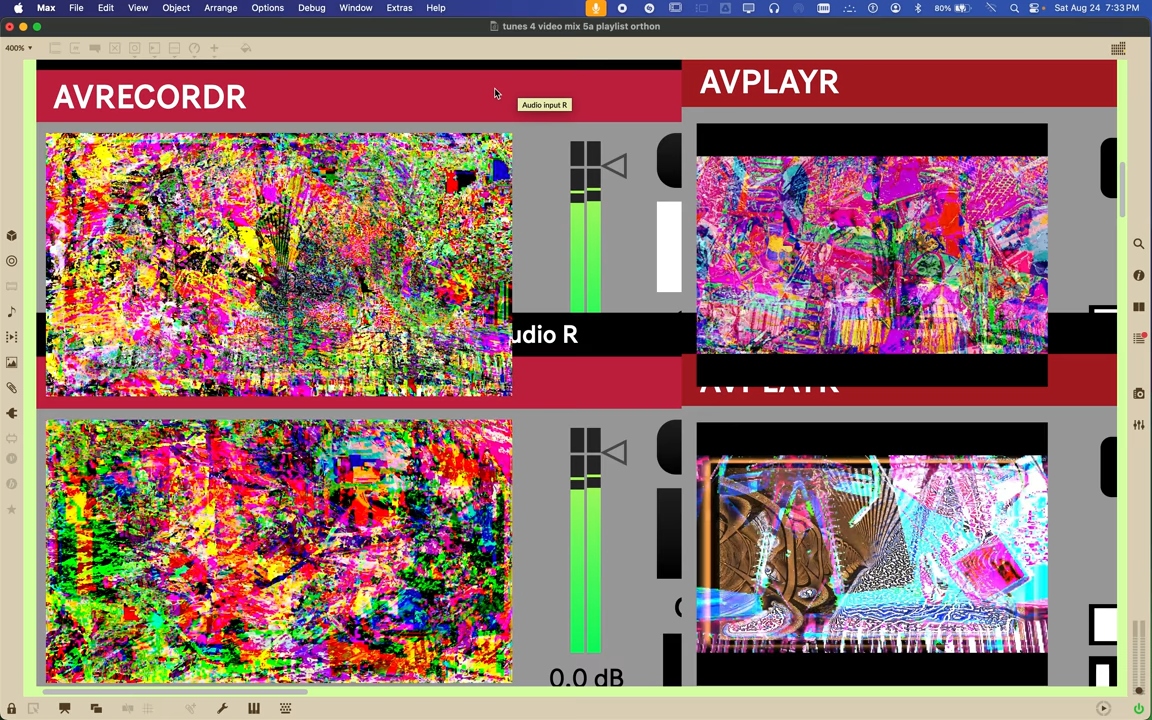 Max File Edit View Object Arrange Options Debug Window Extras Help 80% Sat Aug 24 7:33 PM
tunes 4 video mix 5a playlist orthon
400%
AVRECORDR
AVPLAYR
Audio input R
udio R
AVPLAYR
0.0 dB